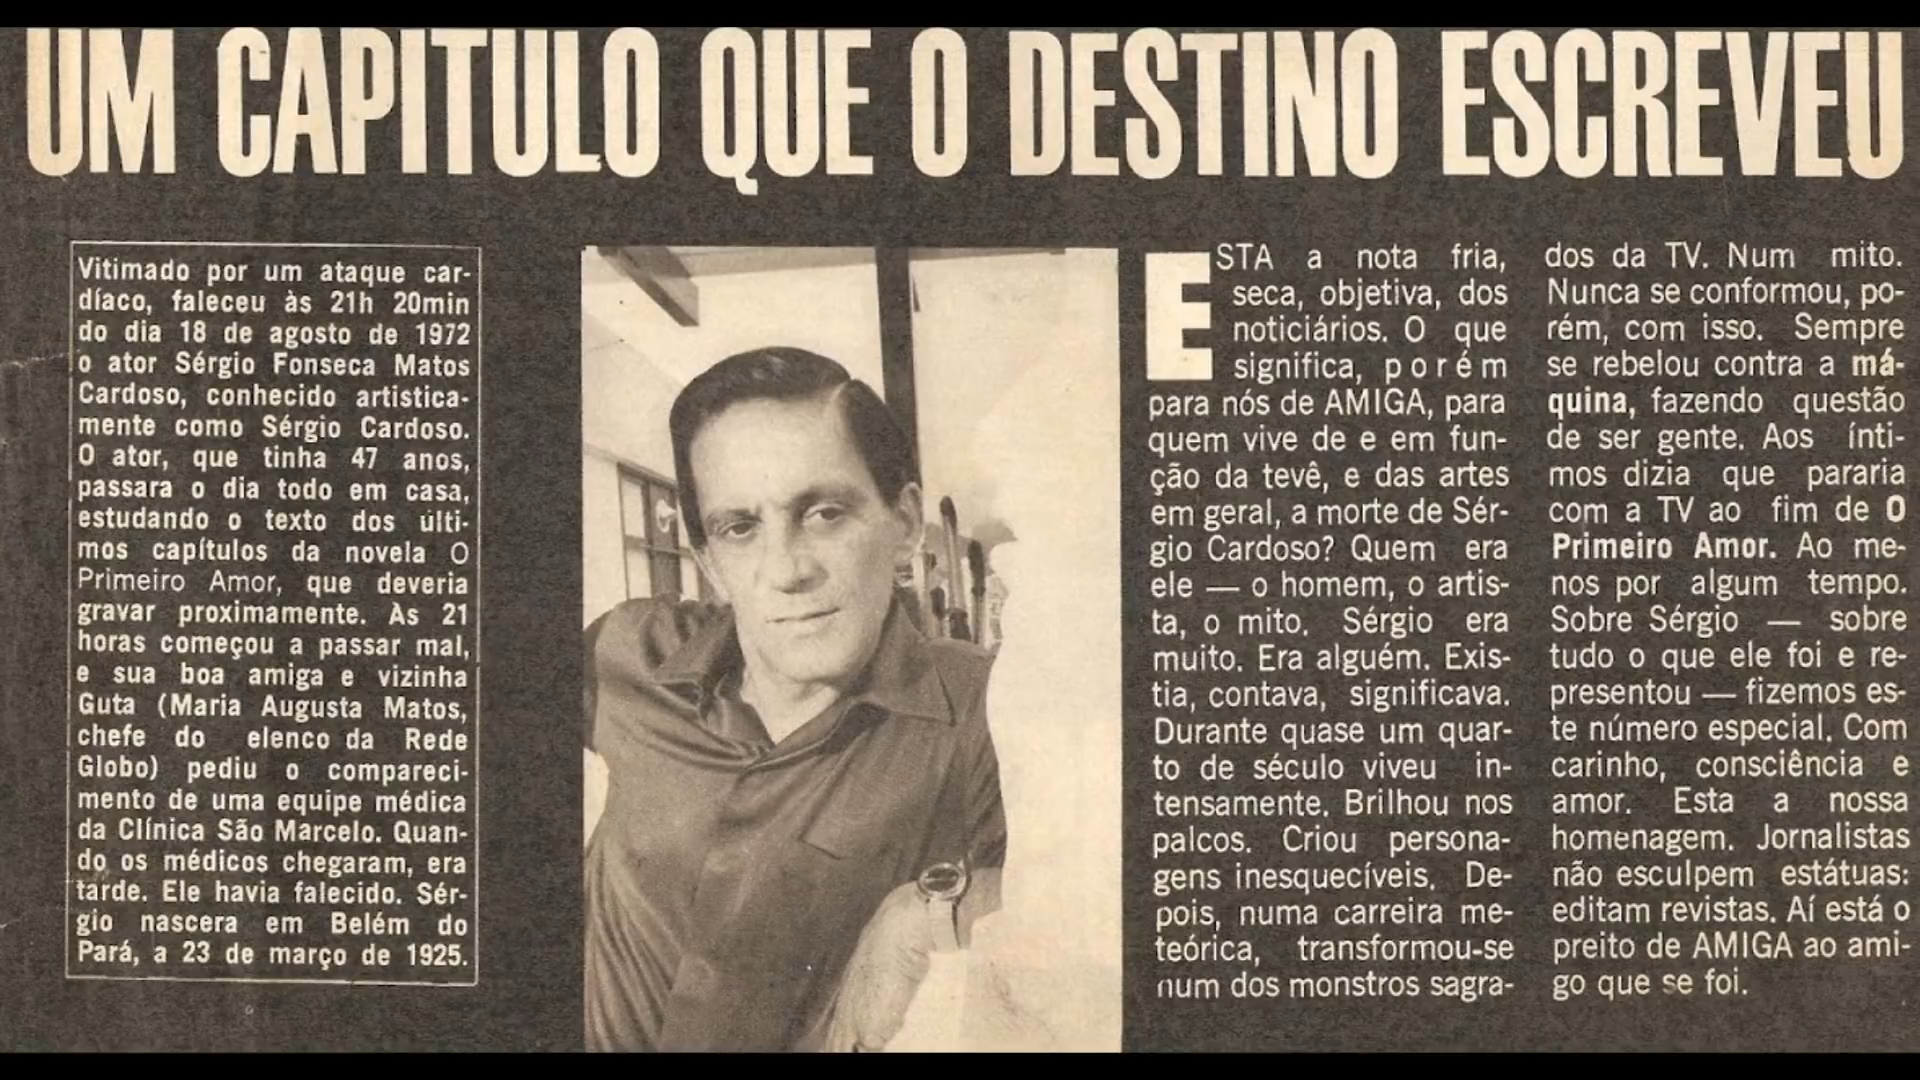 UM CAPITULO QUE O DESTINO ESCREVEU
Vitimado por um ataque car-
díaco, faleceu às 21h 20min
do dia 18 de agosto de 1972
o ator Sérgio Fonseca Matos
Cardoso, conhecido artistica-
mente como Sérgio Cardoso.
O ator, que tinha 47 anos,
passara o dia todo em casa,
estudando o texto dos últi-
mos capítulos da novela O
Primeiro Amor, que deveria
gravar proximamente. Às 21
horas começou a passar mal,
e sua boa amiga e vizinha
Guta (Maria Augusta Matos,
chefe do elenco da Rede
Globo) pediu o compareci-
mento de uma equipe médica
da Clínica São Marcelo. Quan-
do os médicos chegaram, era
tarde. Ele havia falecido. Sér-
gio nascera em Belém do
Pará, a 23 de março de 1925.
ESTA a nota fria,
seca, objetiva, dos
noticiários. O que
significa, porém
para nós de AMIGA, para
quem vive de e em fun-
ção da tevê, e das artes
em geral, a morte de Sér-
gio Cardoso? Quem era
ele — o homem, o artis-
ta, o mito. Sérgio era
muito. Era alguém. Exis-
tia, contava, significava.
Durante quase um quar-
to de século viveu in-
tensamente. Brilhou nos
palcos. Criou persona-
gens inesquecíveis. De-
pois, numa carreira me-
teórica, transformou-se
num dos monstros sagra-
dos da TV. Num mito.
Nunca se conformou, po-
rém, com isso. Sempre
se rebelou contra a má-
quina, fazendo questão
de ser gente. Aos ínti-
mos dizia que pararia
com a TV ao fim de O
Primeiro Amor. Ao me-
nos por algum tempo.
Sobre Sérgio — sobre
tudo o que ele foi e re-
presentou — fizemos es-
te número especial. Com
carinho, consciência e
amor. Esta a nossa
homenagem. Jornalistas
não esculpem estátuas:
editam revistas. Aí está o
preito de AMIGA ao ami-
go que se foi.